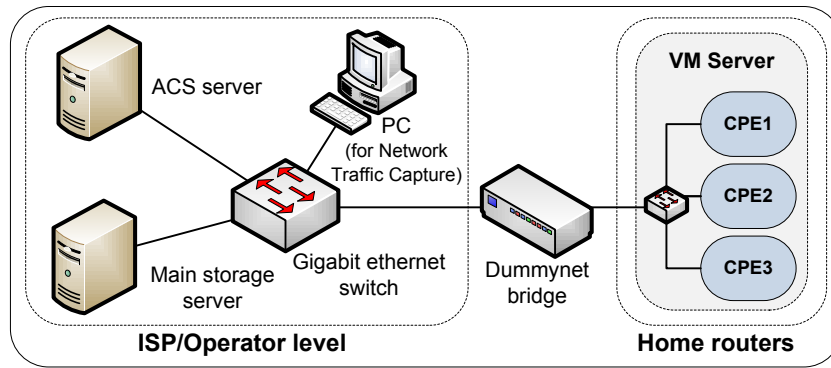 ACS server
PC
(for Network
Traffic Capture)
Main storage
server
Gigabit ethernet
switch
ISP/Operator level
Dummynet
bridge
VM Server
CPE1
CPE2
CPE3
Home routers